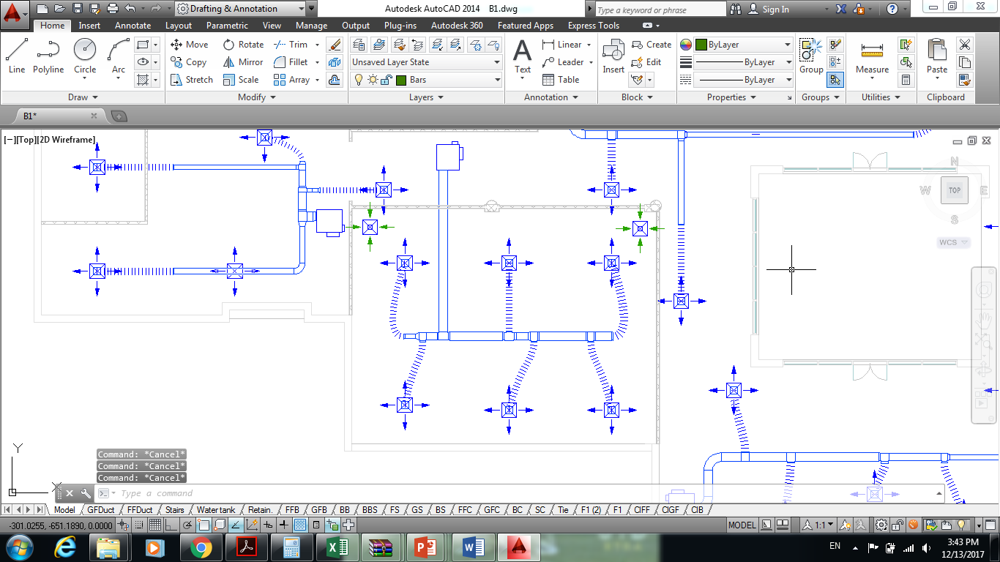 Drafting & Annotation
Autodesk AutoCAD 2014 B1.dwg
Type a keyword or phrase
Sign In
Home Insert Annotate Layout Parametric View Manage Output Plug-ins Autodesk 360 Featured Apps Express Tools
Line Polyline Circle Arc
Move Rotate Trim
Copy Mirror Fillet
Stretch Scale Array
Unsaved Layer State
Bars
Text
Linear
Leader
Table
Insert
Create
Edit
ByLayer
ByLayer
ByLayer
Group
Measure
Paste
Draw Modify Layers Annotation Block Properties Groups Utilities Clipboard
B1*
[−][Top][2D Wireframe]
N
W TOP E
S
WCS
Y
X
Command: *Cancel*
Command: *Cancel*
Command: *Cancel*
Type a command
Model GFDuct FFDuct Stairs Water tank Retain. FFB GFB BB BBS FS GS BS FFC GFC BC SC Tie F1 (2) F1 CIFF CIGF CIB
-301.0255, -651.1890, 0.0000
MODEL
1:1
EN
3:43 PM
12/13/2017